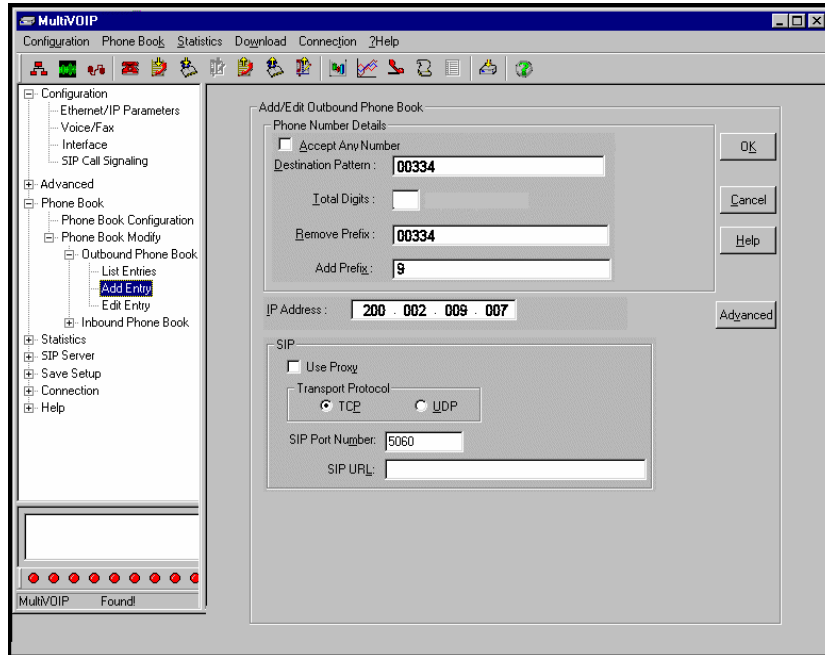 MultiVOIP
Configuration Phone Book Statistics Download Connection ?Help
Configuration
Ethernet/IP Parameters
Voice/Fax
Interface
SIP Call Signaling
Advanced
Phone Book
Phone Book Configuration
Phone Book Modify
Outbound Phone Book
List Entries
Add Entry
Edit Entry
Inbound Phone Book
Statistics
SIP Server
Save Setup
Connection
Help
MultiVOIP Found!
Add/Edit Outbound Phone Book
Phone Number Details
Accept Any Number
Destination Pattern : 00334
Total Digits :
Remove Prefix : 00334
Add Prefix : 9
IP Address : 200 . 002 . 009 . 007
SIP
Use Proxy
Transport Protocol
TCP UDP
SIP Port Number: 5060
SIP URL:
OK
Cancel
Help
Advanced